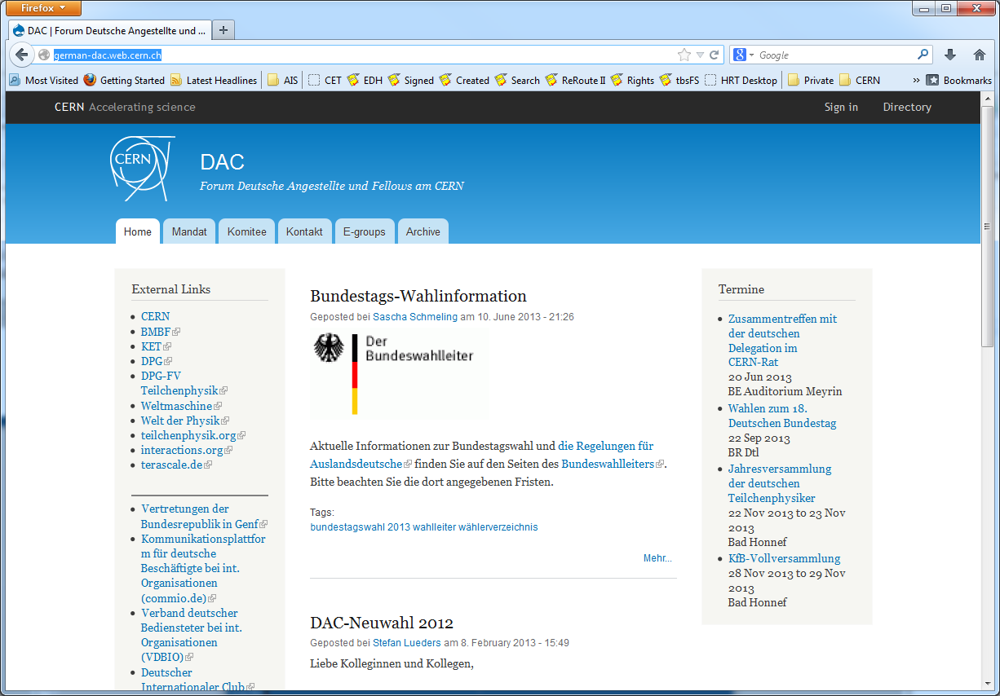 Firefox
DAC | Forum Deutsche Angestellte und ...
german-dac.web.cern.ch
Google
Most Visited Getting Started Latest Headlines AIS CET EDH Signed Created Search ReRoute II Rights tbsFS HRT Desktop Private CERN » Bookmarks
CERN Accelerating science
Sign in Directory
CERN
DAC
Forum Deutsche Angestellte und Fellows am CERN
Home Mandat Komitee Kontakt E-groups Archive
External Links
CERN
BMBF
KET
DPG
DPG-FV
Teilchenphysik
Weltmaschine
Welt der Physik
teilchenphysik.org
interactions.org
terascale.de
Vertretungen der
Bundesrepublik in Genf
Kommunikationsplattfor
m für deutsche
Beschäftigte bei int.
Organisationen
(commio.de)
Verband deutscher
Bediensteter bei int.
Organisationen
(VDBIO)
Deutscher
Internationaler Club
Bundestags-Wahlinformation
Geposted bei Sascha Schmeling am 10. June 2013 - 21:26
Der
Bundeswahlleiter
Aktuelle Informationen zur Bundestagswahl und die Regelungen für
Auslandsdeutsche finden Sie auf den Seiten des Bundeswahlleiters.
Bitte beachten Sie die dort angegebenen Fristen.
Tags:
bundestagswahl 2013 wahlleiter wählerverzeichnis
Mehr...
DAC-Neuwahl 2012
Geposted bei Stefan Lueders am 8. February 2013 - 15:49
Liebe Kolleginnen und Kollegen,
Termine
Zusammentreffen mit
der deutschen
Delegation im
CERN-Rat
20 Jun 2013
BE Auditorium Meyrin
Wahlen zum 18.
Deutschen Bundestag
22 Sep 2013
BR Dtl
Jahresversammlung
der deutschen
Teilchenphysiker
22 Nov 2013 to 23 Nov
2013
Bad Honnef
KfB-Vollversammlung
28 Nov 2013 to 29 Nov
2013
Bad Honnef